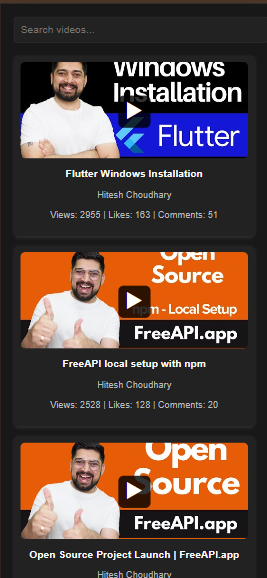 Search videos...
Windows
Installation
Flutter
Flutter Windows Installation
Hitesh Choudhary
Views: 2955 | Likes: 163 | Comments: 51
Open
Source
npm - Local Setup
FreeAPI.app
FreeAPI local setup with npm
Hitesh Choudhary
Views: 2528 | Likes: 128 | Comments: 20
Open
Source
FreeAPI.app
Open Source Project Launch | FreeAPI.app
Hitesh Choudhary